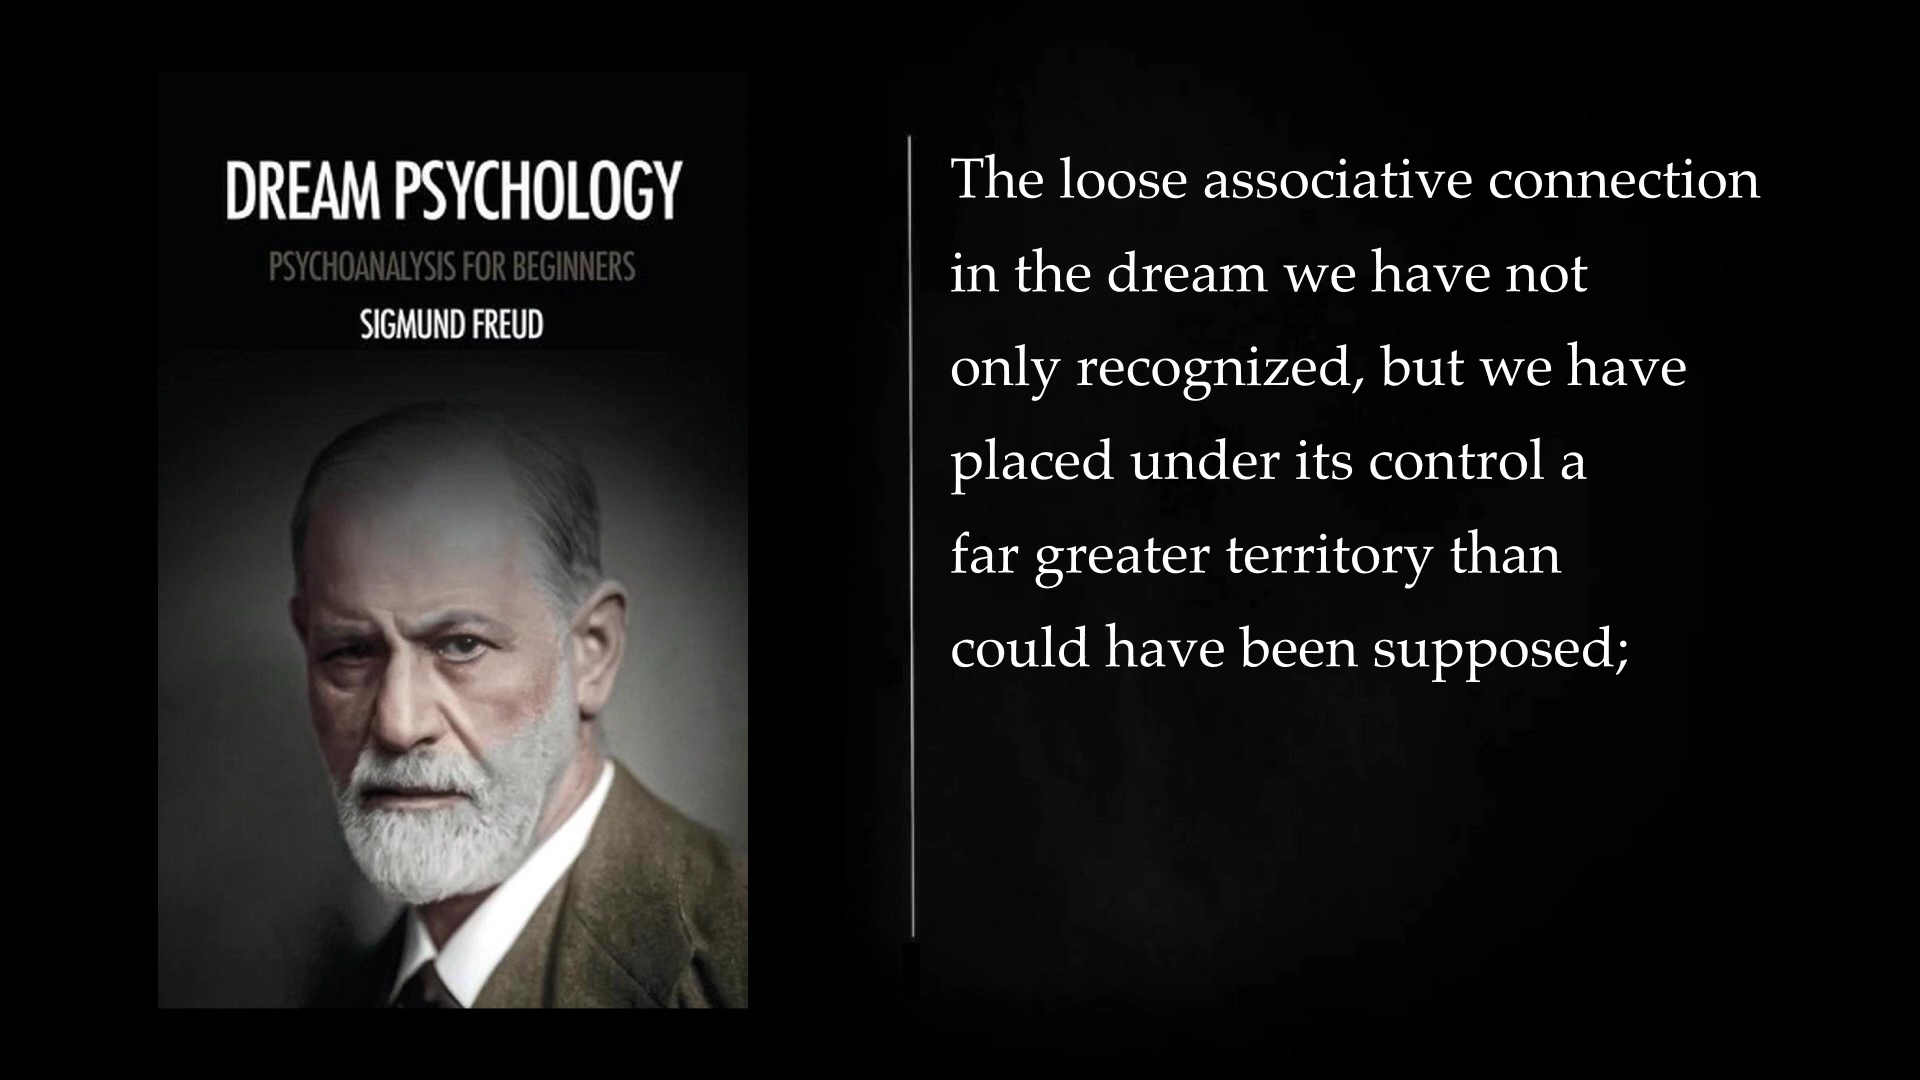 DREAM PSYCHOLOGY
PSYCHOANALYSIS FOR BEGINNERS
SIGMUND FREUD
The loose associative connection
in the dream we have not
only recognized, but we have
placed under its control a
far greater territory than
could have been supposed;